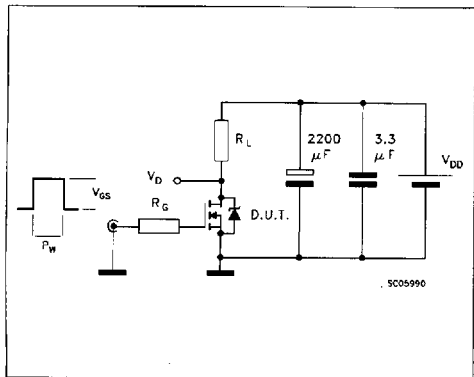 R_L
2200 μF
3.3 μF
V_DD
V_D
V_GS
R_G
D.U.T.
P_W
SC05990